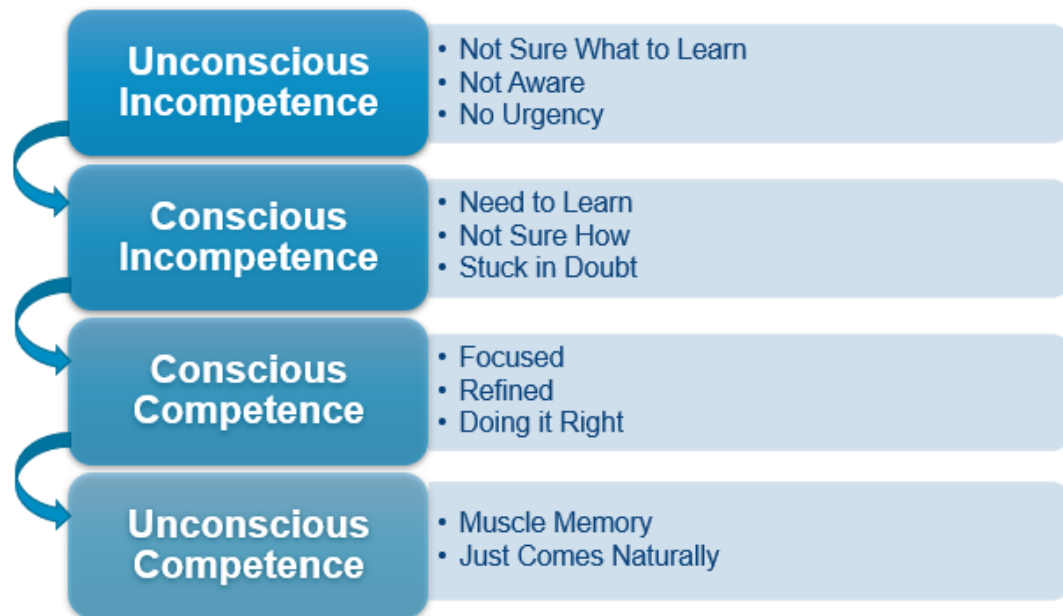 Unconscious
Incompetence
• Not Sure What to Learn
• Not Aware
• No Urgency
Conscious
Incompetence
• Need to Learn
• Not Sure How
• Stuck in Doubt
Conscious
Competence
• Focused
• Refined
• Doing it Right
Unconscious
Competence
• Muscle Memory
• Just Comes Naturally